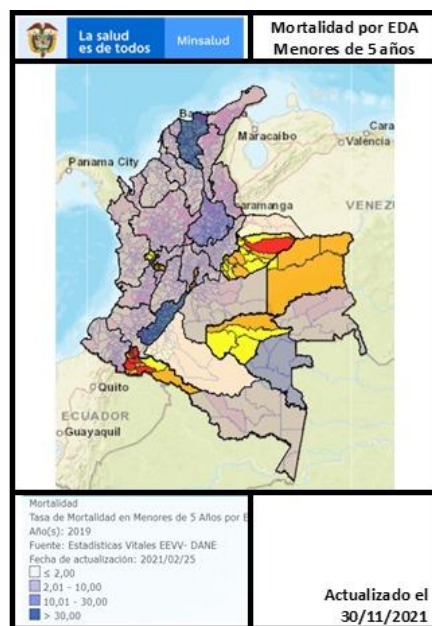 La salud
es de todos
Minsalud
Mortalidad por EDA
Menores de 5 años
Maracaibo
Valencia
Panama City
VENEZ
Quito
ECUADOR
Guayaquil
Mortalidad
Tasa de Mortalidad en Menores de 5 Años por E
Año(s): 2019
Fuente: Estadísticas Vitales EEVV- DANE
Fecha de actualización: 2021/02/25
≤ 2,00
2,01 - 10,00
10,01 - 30,00
> 30,00
Actualizado el
30/11/2021